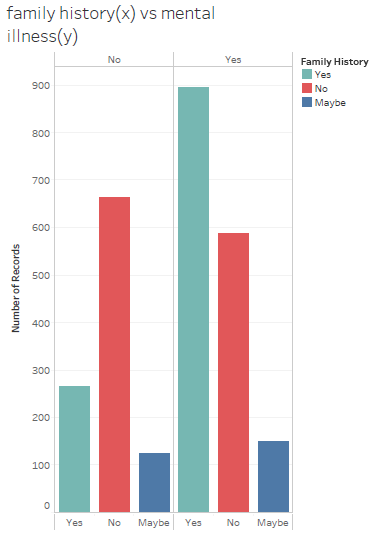 family history(x) vs mental
illness(y)
No Yes
Family History
Yes
No
Maybe
Number of Records
900
800
700
600
500
400
300
200
100
0
Yes No Maybe Yes No Maybe